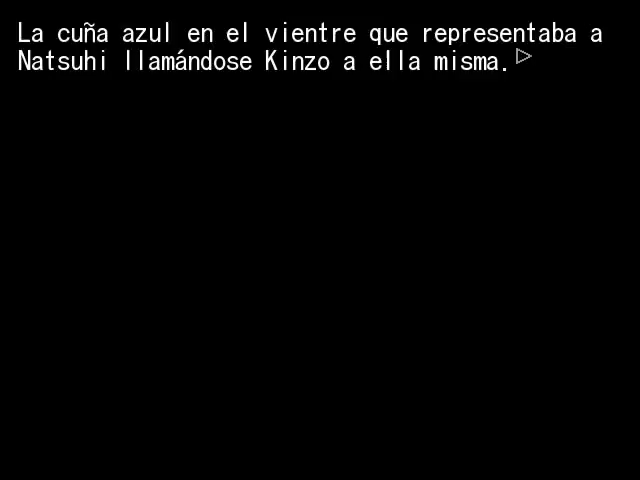 La cuña azul en el vientre que representaba a
Natsuhi llamándose Kinzo a ella misma.